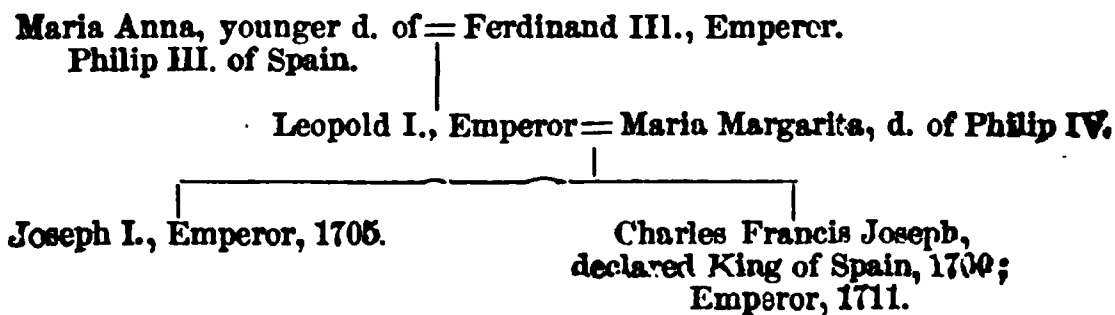 Maria Anna, younger d. of = Ferdinand III., Emperor.
Philip III. of Spain.
Leopold I., Emperor = Maria Margarita, d. of Philip IV.
Joseph I., Emperor, 1705.
Charles Francis Joseph,
declared King of Spain, 1700;
Emperor, 1711.